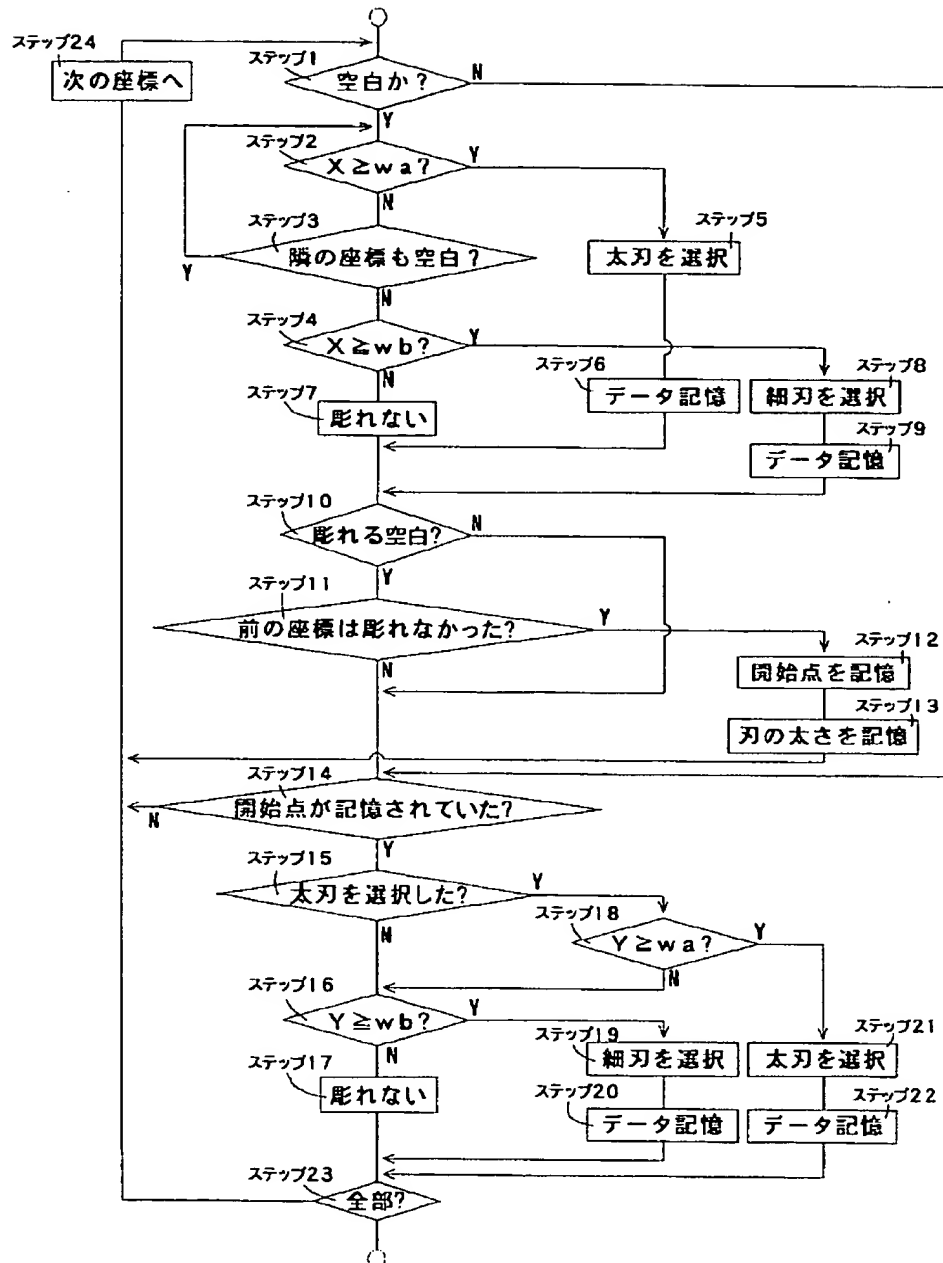 ステップ24
次の座標へ
ステップ1
空白か?
N
Y
ステップ2
X≧wa?
Y
N
ステップ3
隣の座標も空白?
Y
N
ステップ5
太刃を選択
ステップ4
X≧wb?
Y
N
ステップ6
データ記憶
ステップ8
細刃を選択
ステップ7
彫れない
ステップ9
データ記憶
ステップ10
彫れる空白?
N
Y
ステップ11
前の座標は彫れなかった?
Y
N
ステップ12
開始点を記憶
ステップ13
刃の太さを記憶
ステップ14
開始点が記憶されていた?
N
Y
ステップ15
太刃を選択した?
Y
N
ステップ18
Y≧wa?
Y
N
ステップ16
Y≧wb?
Y
N
ステップ19
細刃を選択
ステップ21
太刃を選択
ステップ17
彫れない
ステップ20
データ記憶
ステップ22
データ記憶
ステップ23
全部?